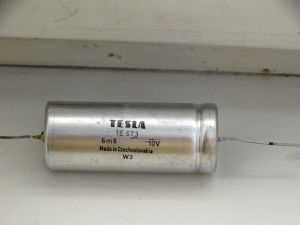 TESLA
TE 673
6m8 10V
Made in Czechoslovakia
W3